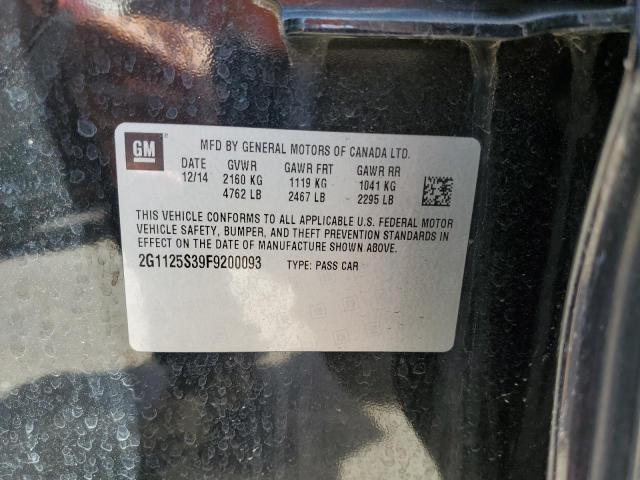 GM
MFD BY GENERAL MOTORS OF CANADA LTD.
DATE GVWR GAWR FRT GAWR RR
12/14 2160 KG 1119 KG 1041 KG
4762 LB 2467 LB 2295 LB
THIS VEHICLE CONFORMS TO ALL APPLICABLE U.S. FEDERAL MOTOR
VEHICLE SAFETY, BUMPER, AND THEFT PREVENTION STANDARDS IN
EFFECT ON THE DATE OF MANUFACTURE SHOWN ABOVE.
2G1125S39F9200093 TYPE: PASS CAR